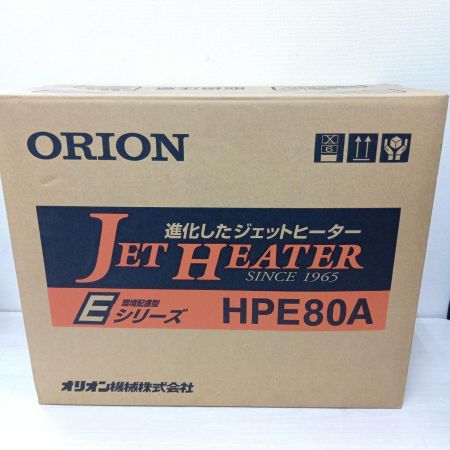 ORION
X
6
進化したジェットヒーター
JET HEATER
SINCE 1965
E 環境配慮型
シリーズ
HPE80A
オリオン機械株式会社